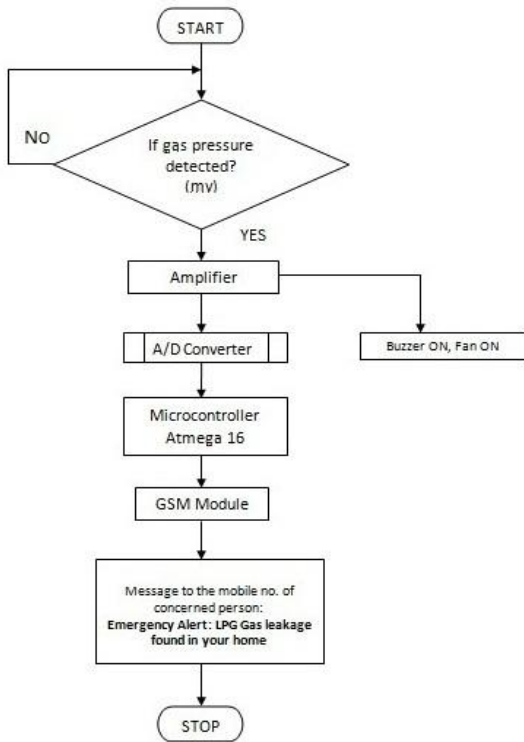 START
No
If gas pressure
detected?
(mv)
YES
Amplifier
A/D Converter
Buzzer ON, Fan ON
Microcontroller
Atmega 16
GSM Module
Message to the mobile no. of
concerned person:
Emergency Alert: LPG Gas leakage
found in your home
STOP